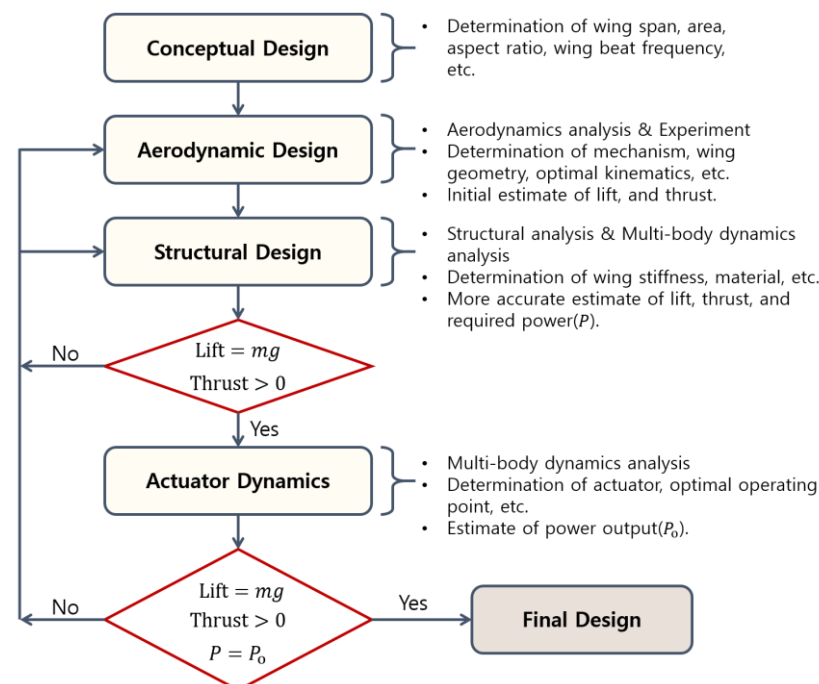 Conceptual Design
• Determination of wing span, area,
aspect ratio, wing beat frequency,
etc.
Aerodynamic Design
• Aerodynamics analysis & Experiment
• Determination of mechanism, wing
geometry, optimal kinematics, etc.
• Initial estimate of lift, and thrust.
Structural Design
• Structural analysis & Multi-body dynamics
analysis
• Determination of wing stiffness, material, etc.
• More accurate estimate of lift, thrust, and
required power(P).
No
Lift = mg
Thrust > 0
Yes
Actuator Dynamics
• Multi-body dynamics analysis
• Determination of actuator, optimal operating
point, etc.
• Estimate of power output(Pₒ).
No
Lift = mg
Thrust > 0
P = Pₒ
Yes
Final Design